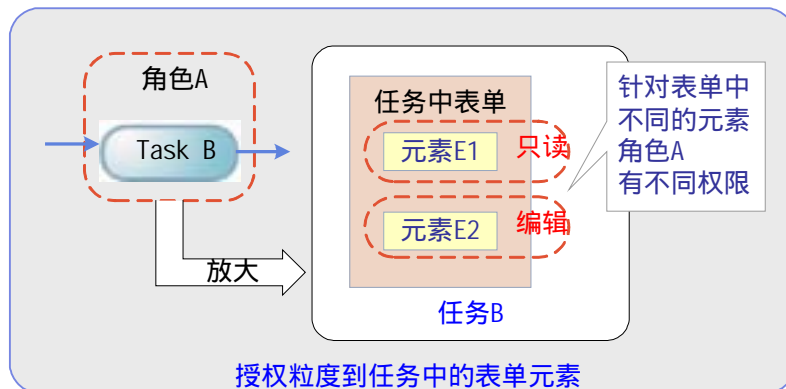 角色A
Task B
放大
任务中表单
元素E1
只读
元素E2
编辑
任务B
针对表单中
不同的元素
角色A
有不同权限
授权粒度到任务中的表单元素